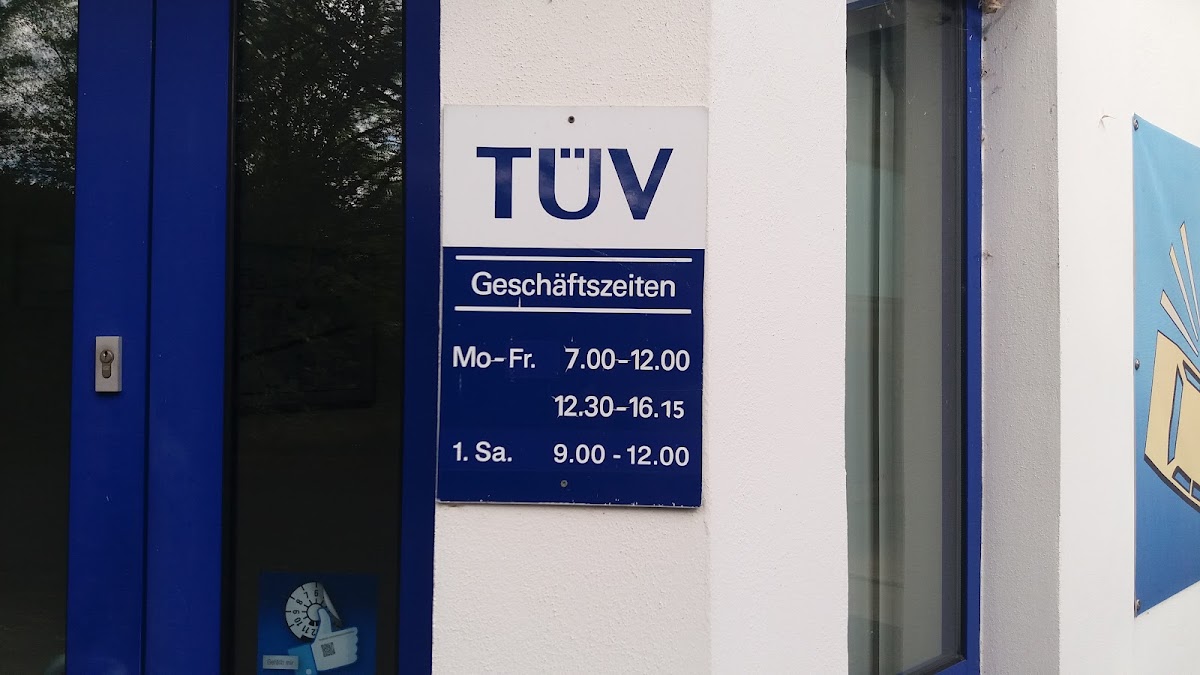 TÜV
Geschäftszeiten
Mo-Fr. 7.00-12.00
12.30-16.15
1. Sa. 9.00 - 12.00